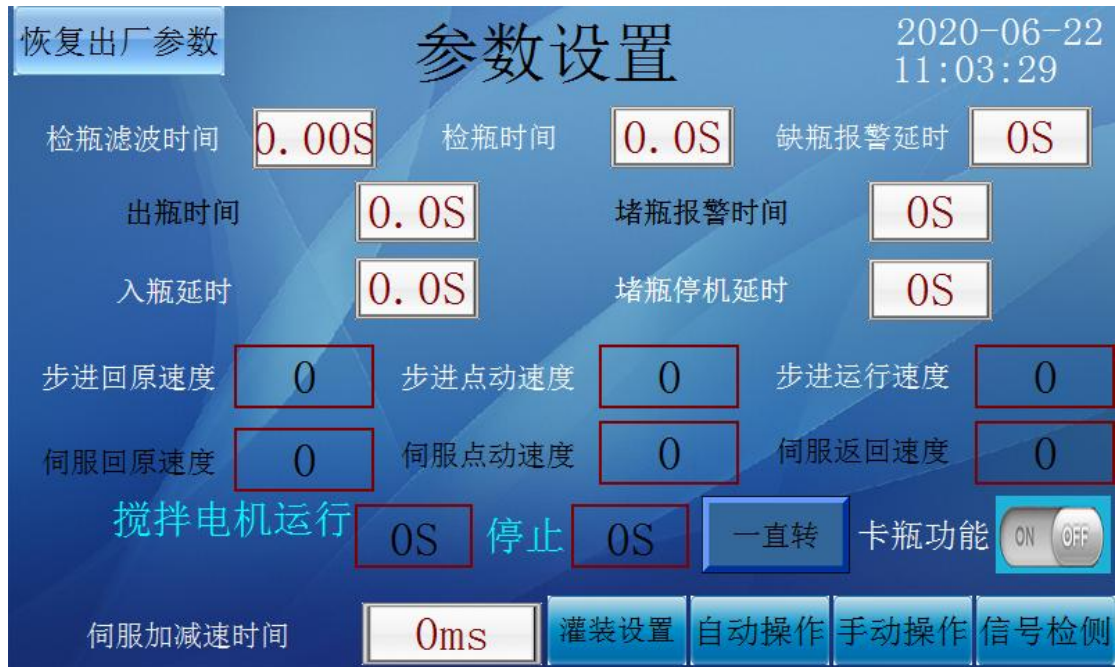 恢复出厂参数 参数设置 2020-06-22
11:03:29
检瓶滤波时间 0.00S 检瓶时间 0.0S 缺瓶报警延时 0S
出瓶时间 0.0S 堵瓶报警时间 0S
入瓶延时 0.0S 堵瓶停机延时 0S
步进回原速度 0 步进点动速度 0 步进运行速度 0
伺服回原速度 0 伺服点动速度 0 伺服返回速度 0
搅拌电机运行 0S 停止 0S 一直转 卡瓶功能 ON OFF
伺服加减速时间 0ms 灌装设置 自动操作 手动操作 信号检侧